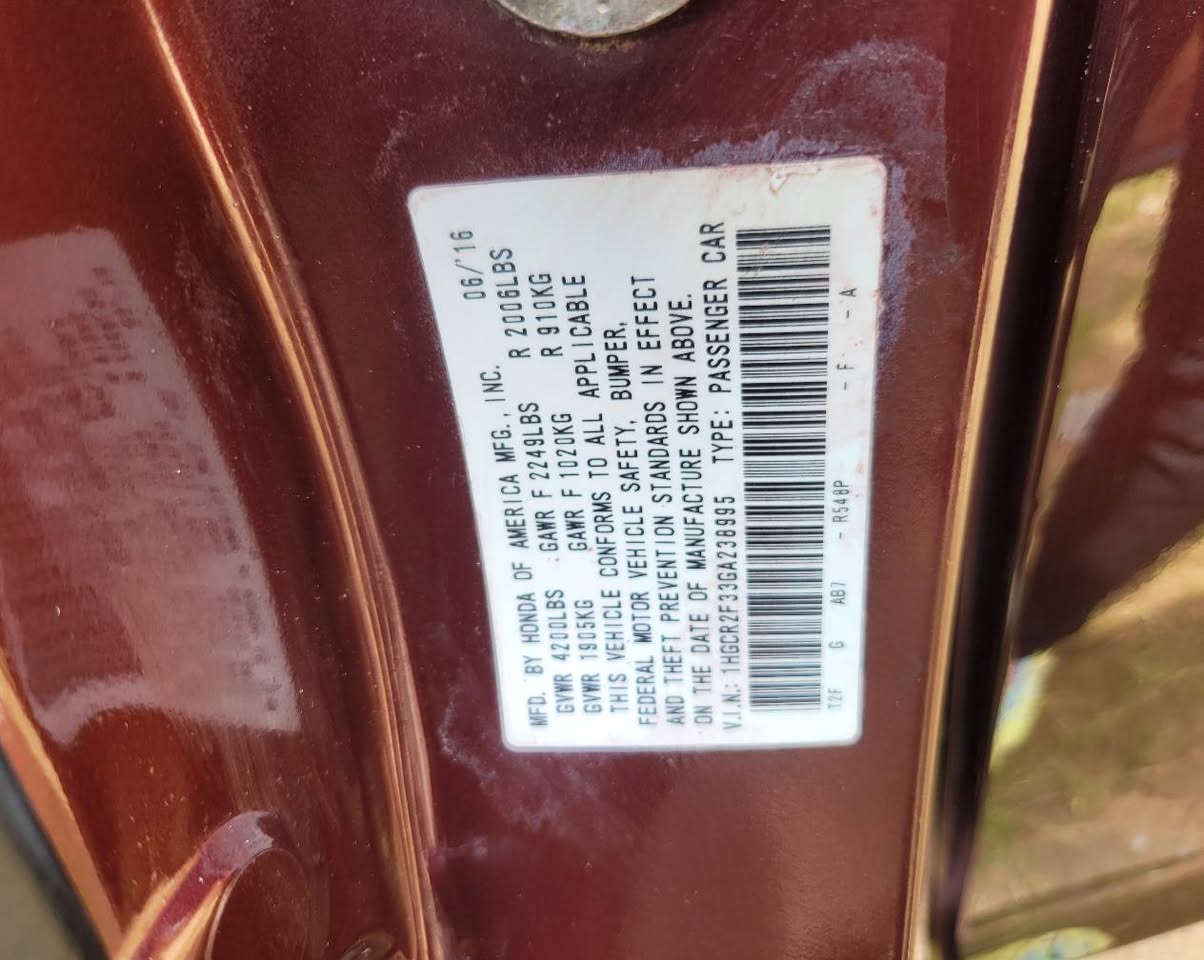 MFD. BY HONDA OF AMERICA MFG., INC. 06/'16
GVWR 4200LBS GAWR F 2249LBS R 2006LBS
GVWR 1905KG GAWR F 1020KG R 910KG
THIS VEHICLE CONFORMS TO ALL APPLICABLE
FEDERAL MOTOR VEHICLE SAFETY, BUMPER,
AND THEFT PREVENTION STANDARDS IN EFFECT
ON THE DATE OF MANUFACTURE SHOWN ABOVE.
V.I.N.: 1HGCR2F33GA238995 TYPE: PASSENGER CAR
T2F G AB7 - R548P - F - A